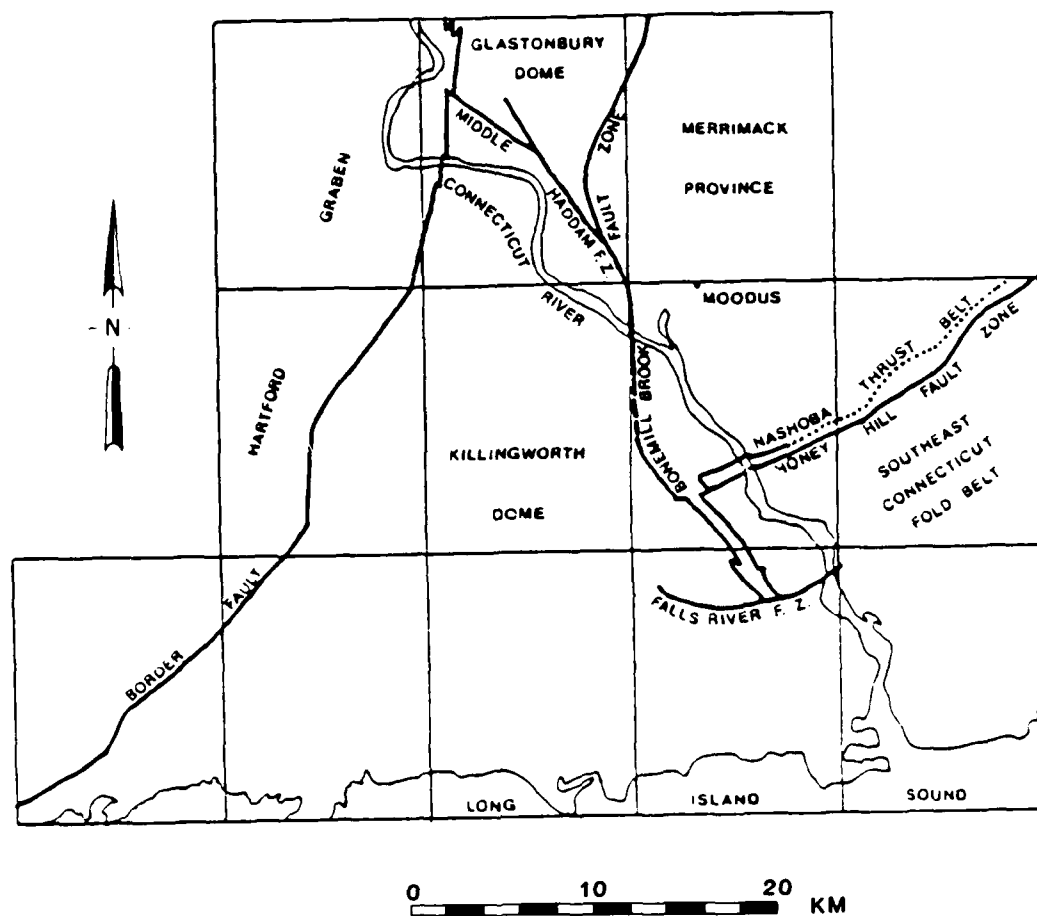 GLASTONBURY
DOME
MIDDLE
HADDAM F. Z.
ZONE
FAULT
MERRIMACK
PROVINCE
GRABEN
CONNECTICUT
RIVER
N
MOODUS
HARTFORD
KILLINGWORTH
DOME
BONEMILL BROOK
NASHOBA THRUST BELT
HONEY HILL FAULT ZONE
SOUTHEAST
CONNECTICUT
FOLD BELT
FAULT
BORDER
FALLS RIVER F. Z.
LONG ISLAND SOUND
0 10 20 KM